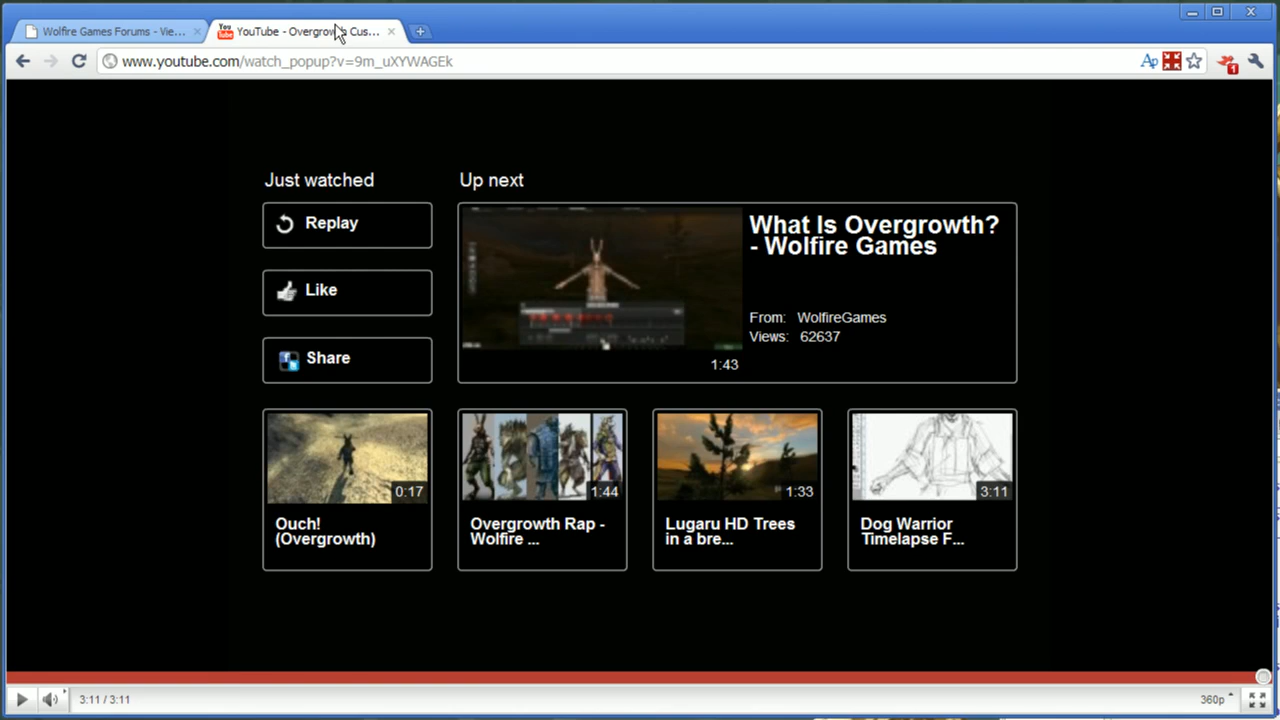 Wolfire Games Forums - Vie...
YouTube - Overgrowth Cus...
www.youtube.com/watch_popup?v=9m_uXYWAGEk
1
Just watched
Up next
Replay
Like
Share
What Is Overgrowth?
- Wolfire Games
From: WolfireGames
Views: 62637
1:43
0:17
Ouch!
(Overgrowth)
1:44
Overgrowth Rap -
Wolfire ...
1:33
Lugaru HD Trees
in a bre...
3:11
Dog Warrior
Timelapse F...
3:11 / 3:11
360p